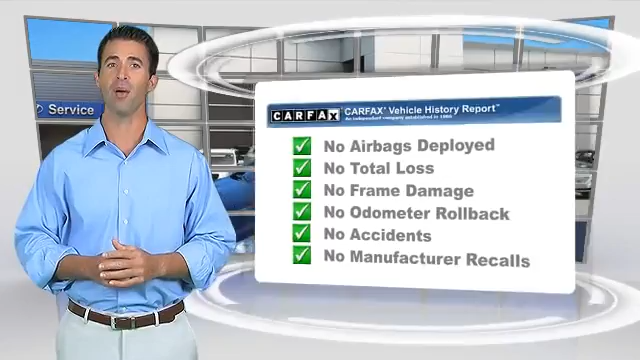 Service
CARFAX CARFAX Vehicle History Report™
An independent company established in 1986
No Airbags Deployed
No Total Loss
No Frame Damage
No Odometer Rollback
No Accidents
No Manufacturer Recalls